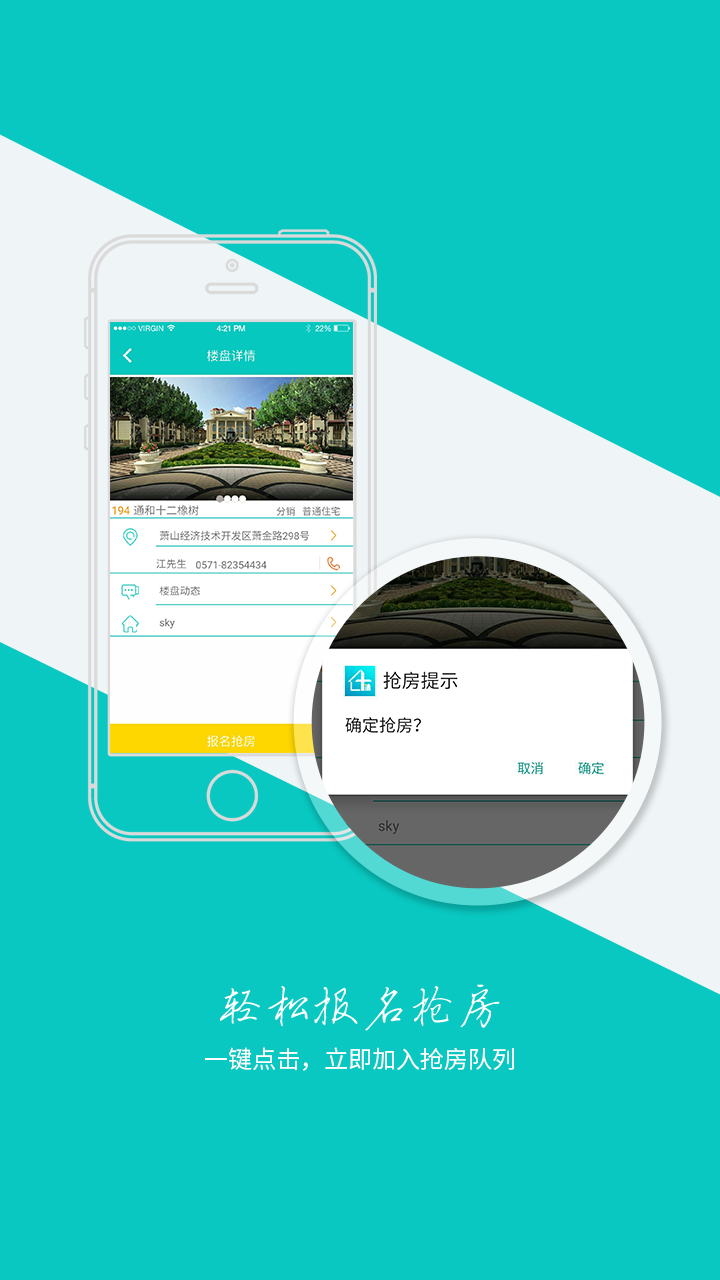 VIRGIN 4:21 PM 22%
楼盘详情
194 通和十二橡树 分销 普通住宅
萧山经济技术开发区萧金路298号
江先生 0571-82354434
楼盘动态
sky
报名抢房
抢房提示
确定抢房?
取消 确定
sky
轻松报名抢房
一键点击，立即加入抢房队列